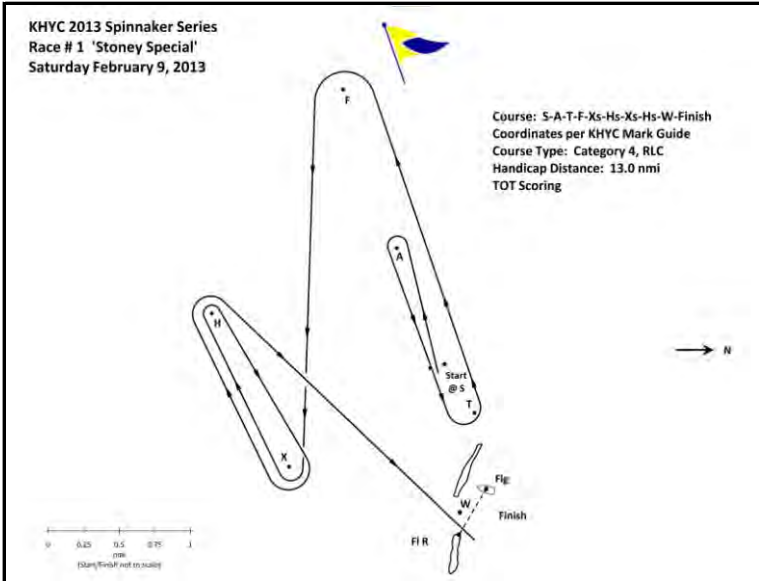 KHYC 2013 Spinnaker Series
Race # 1 'Stoney Special'
Saturday February 9, 2013
F
Course: S-A-T-F-Xs-Hs-Xs-Hs-W-Finish
Coordinates per KHYC Mark Guide
Course Type: Category 4, RLC
Handicap Distance: 13.0 nmi
TOT Scoring
A
H
N
Start
@ S
T
X
Flg
W
Finish
Fl R
0 0.25 0.5 0.75 1
nm
(Start/Finish not to scale)